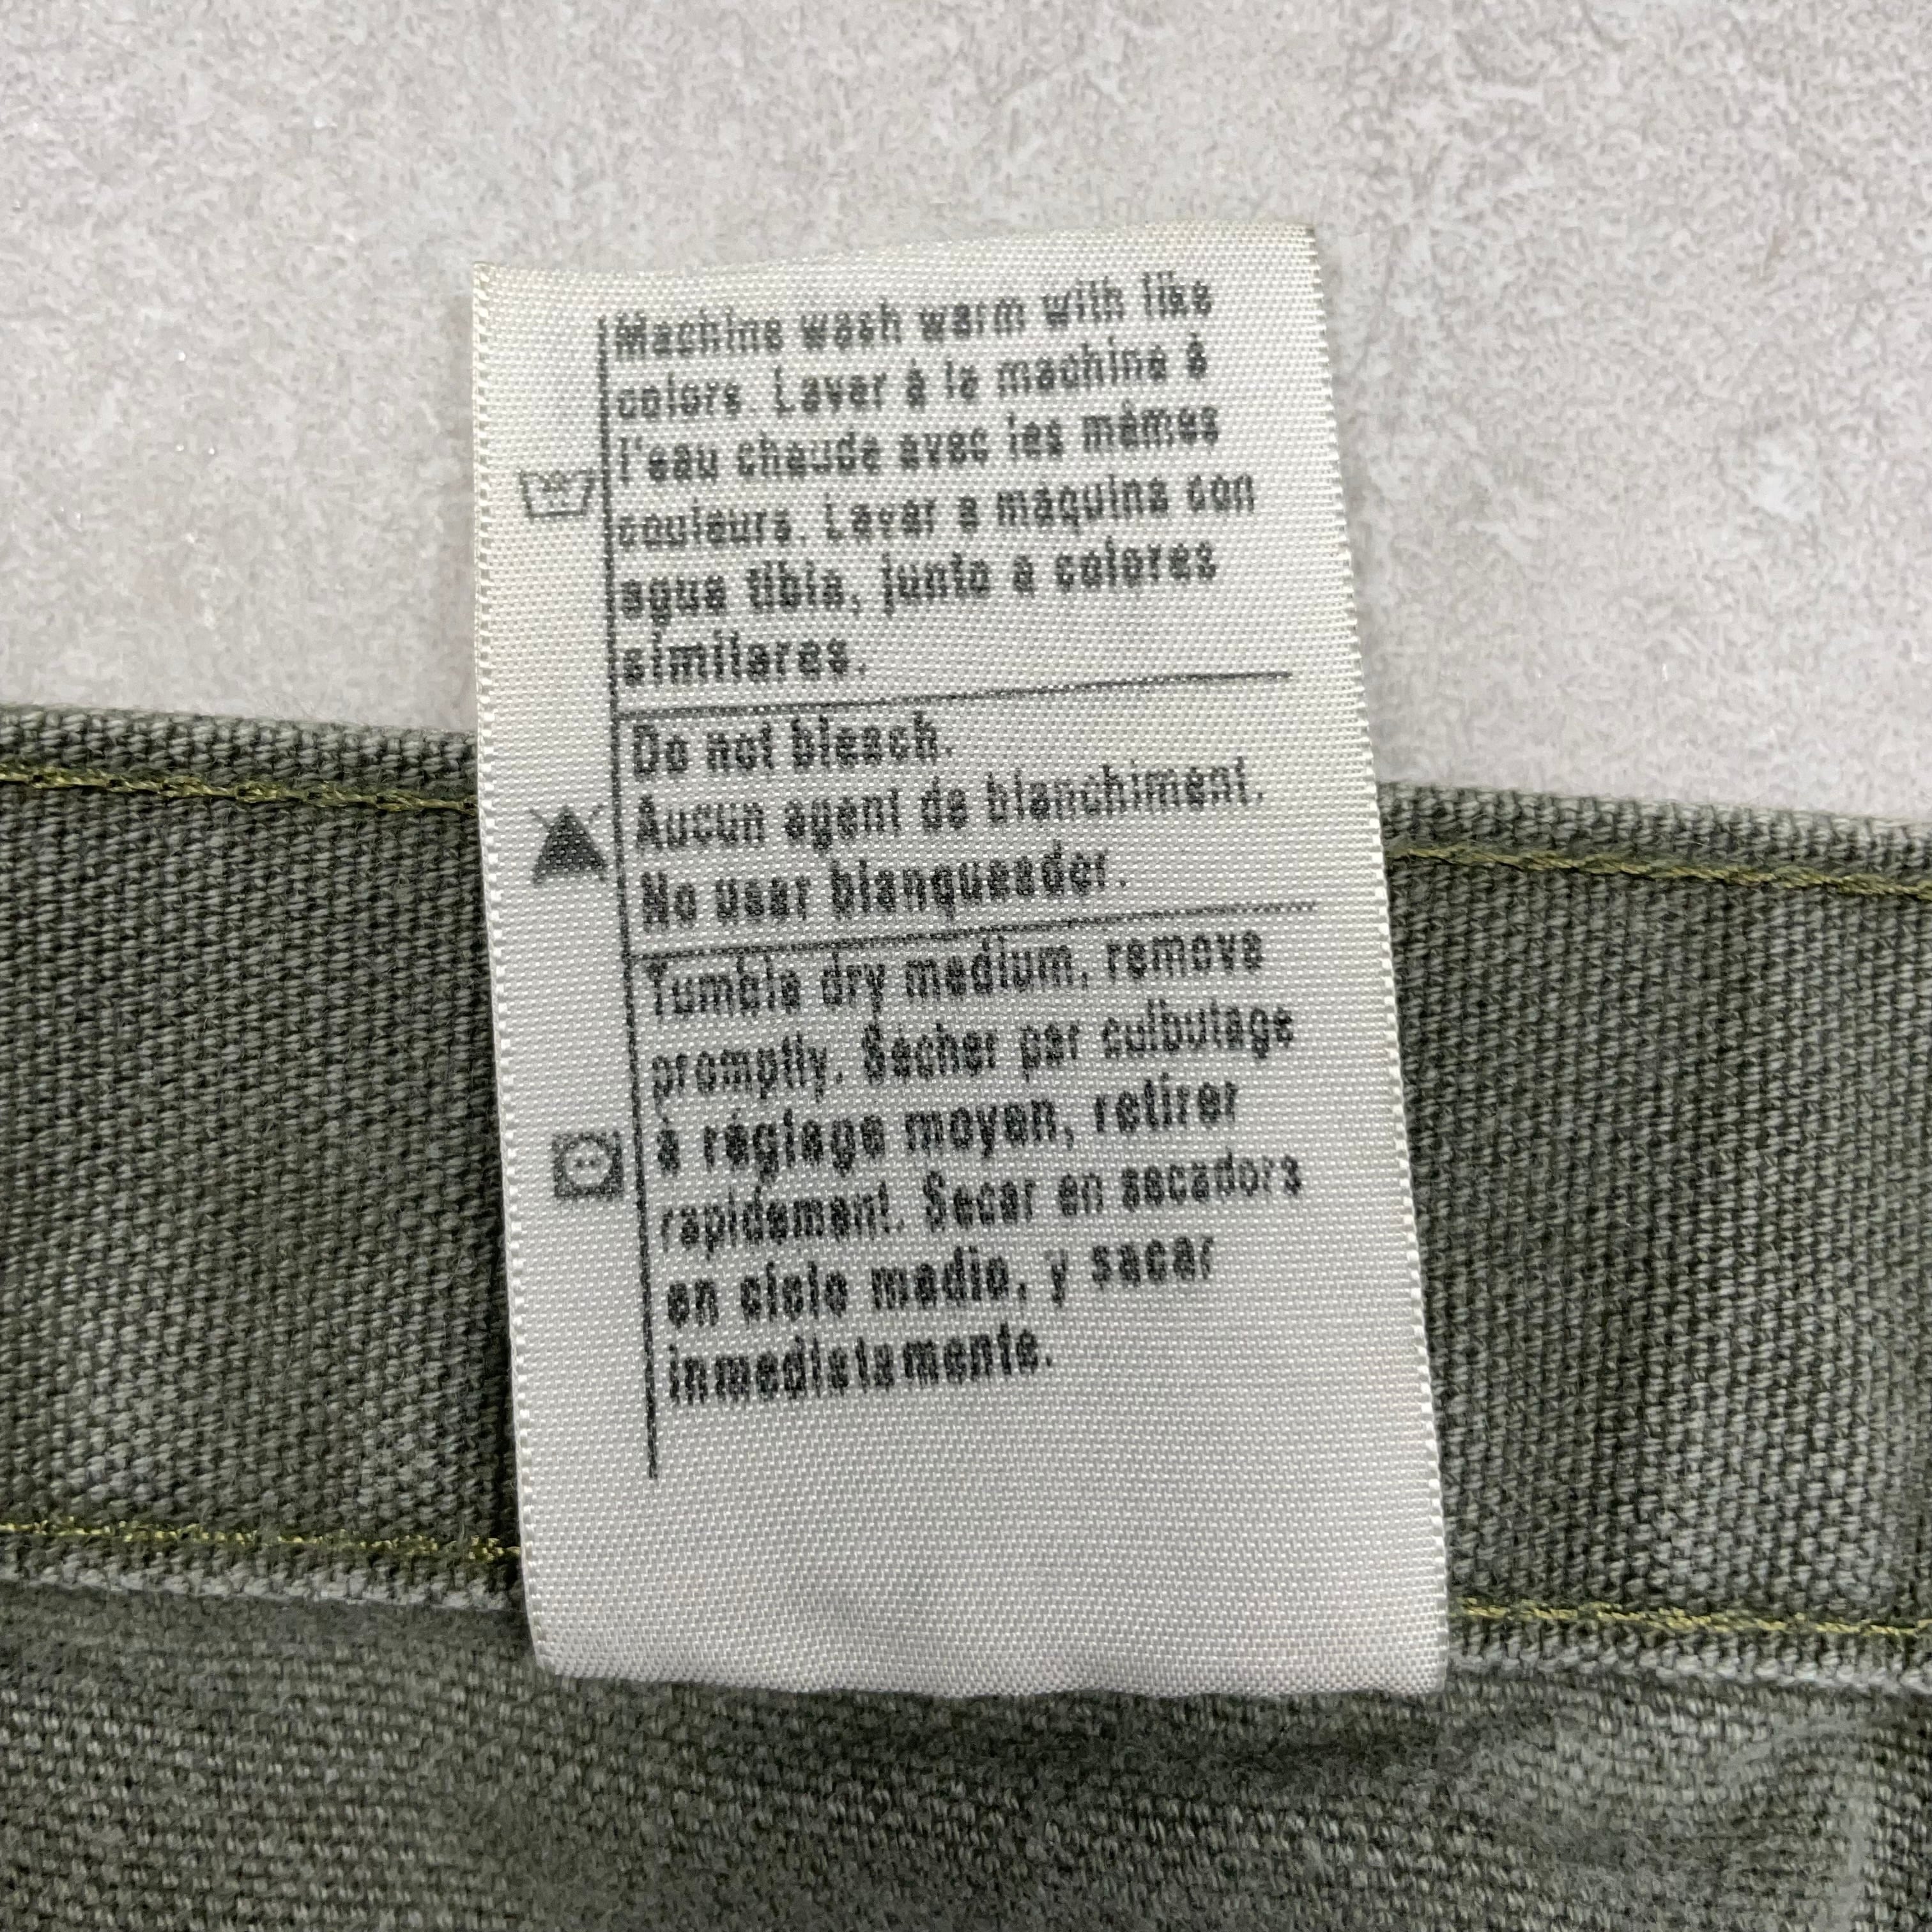 Machine wash warm with like
colors. Laver à la machine à
l'eau chaude avec les mêmes
couleurs. Lavar a maquina con
agua tibia, junto a colores
similares.
Do not bleach.
Aucun agent de blanchiment.
No usar blanqueador.
Tumble dry medium, remove
promptly. Sécher par culbutage
à réglage moyen, retirer
rapidement. Secar en secadora
en ciclo medio, y sacar
inmediatamente.